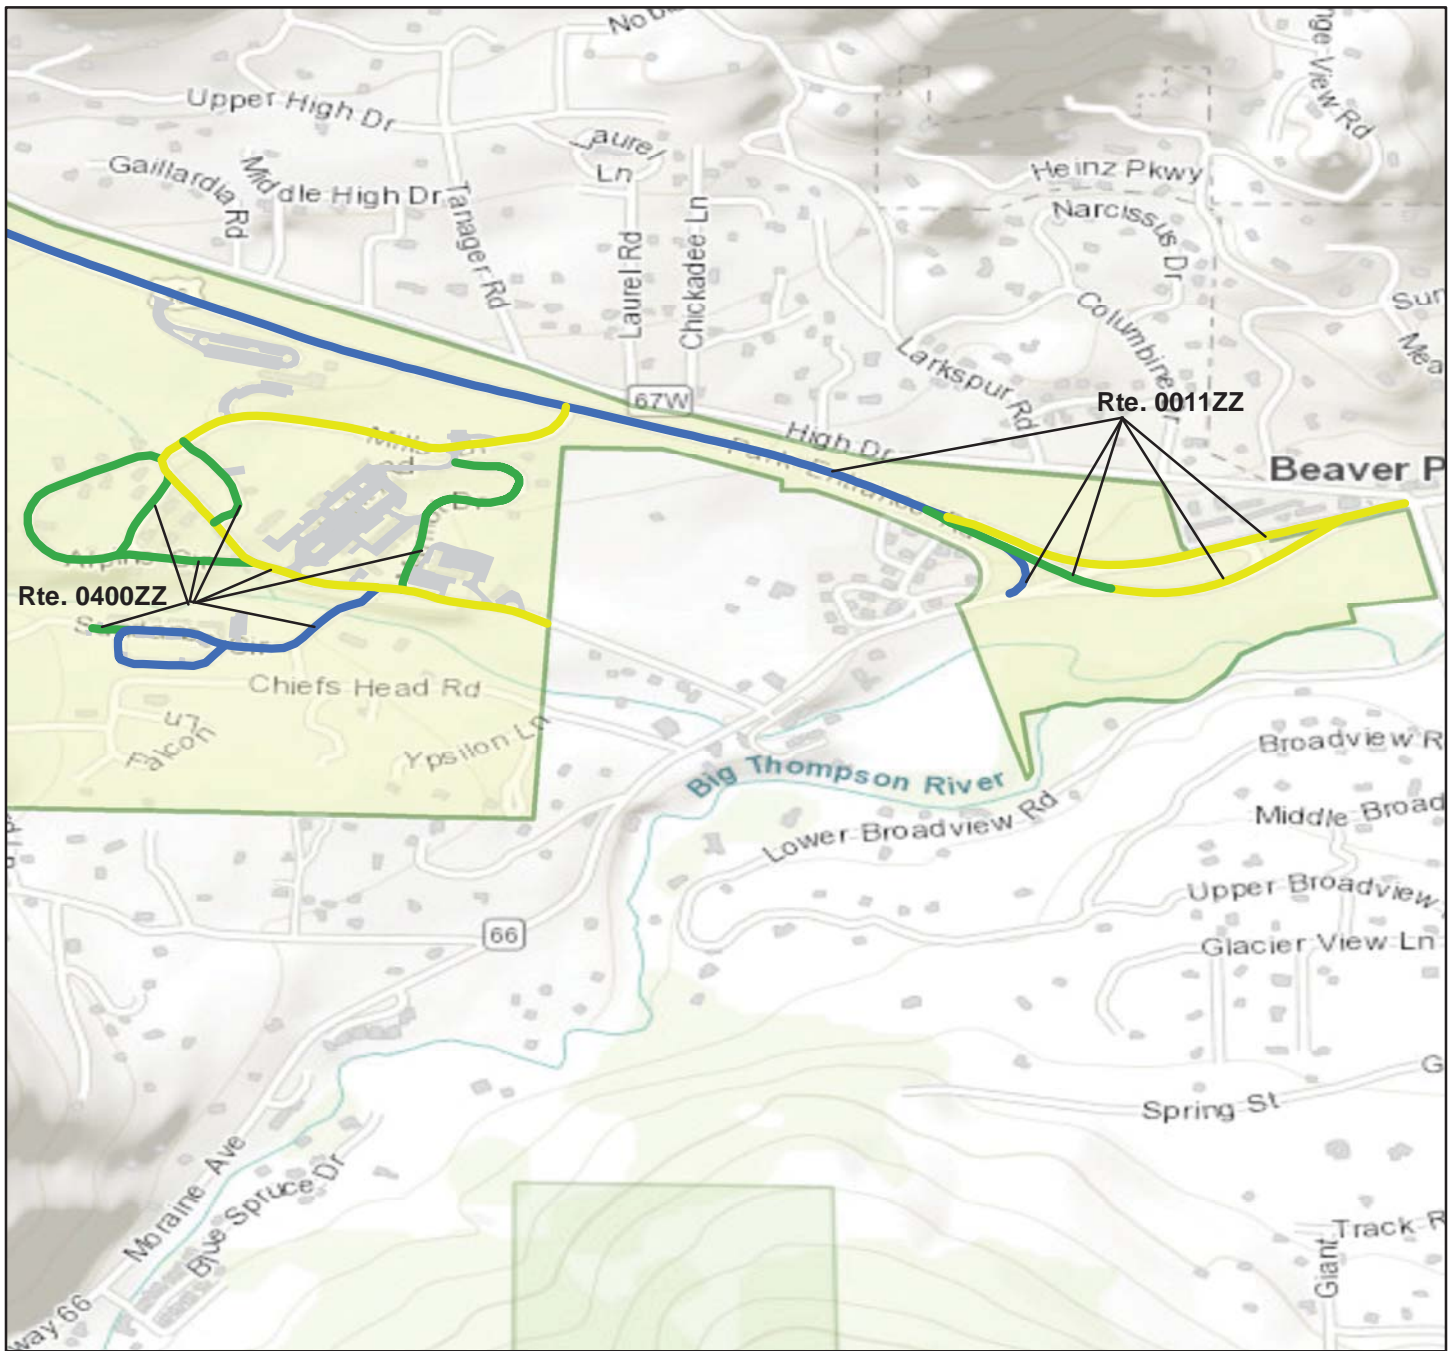 Upper High Dr
Laurel
Ln
Gaillardia Rd
Middle High Dr
Tanager Rd
Laurel Rd
Chickadee Ln
Heinz Pkwy
Narcissus Dr
Columbine
Larkspur Rd
67W
High Dr
Rte. 0011ZZ
Beaver P
Rte. 0400ZZ
Chiefs Head Rd
Falcon
Ln
Ypsilon Ln
Big Thompson River
Lower Broadview Rd
Broadview R
Middle Broad
Upper Broadview
Glacier View Ln
66
Spring St
G
Moraine Ave
Blue Spruce Dr
Track R
Giant
way 66